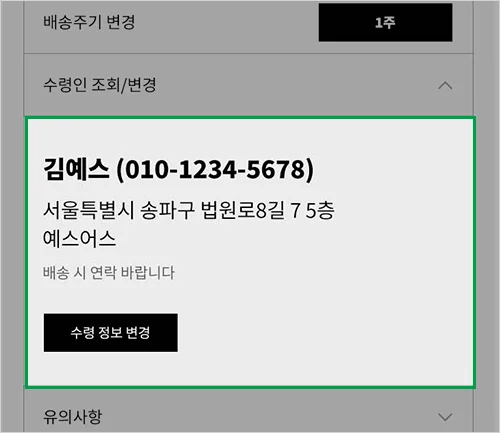 배송주기 변경
1주
수령인 조회/변경
김예스 (010-1234-5678)
서울특별시 송파구 법원로8길 7 5층
예스어스
배송 시 연락 바랍니다
수령 정보 변경
유의사항